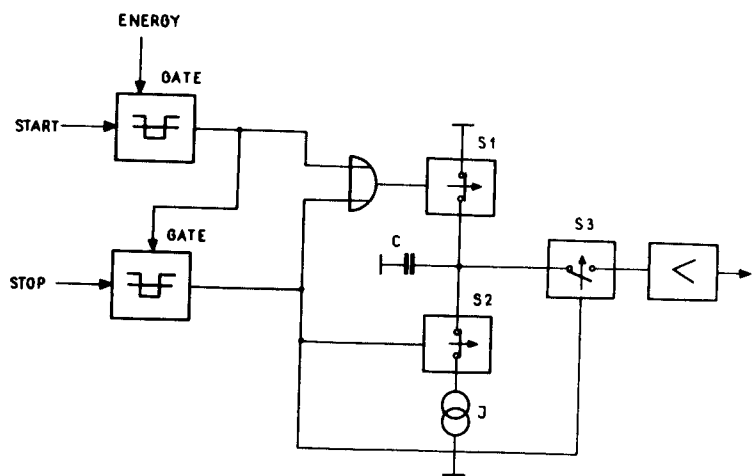 ENERGY
GATE
START
S1
GATE
C
S3
STOP
S2
J